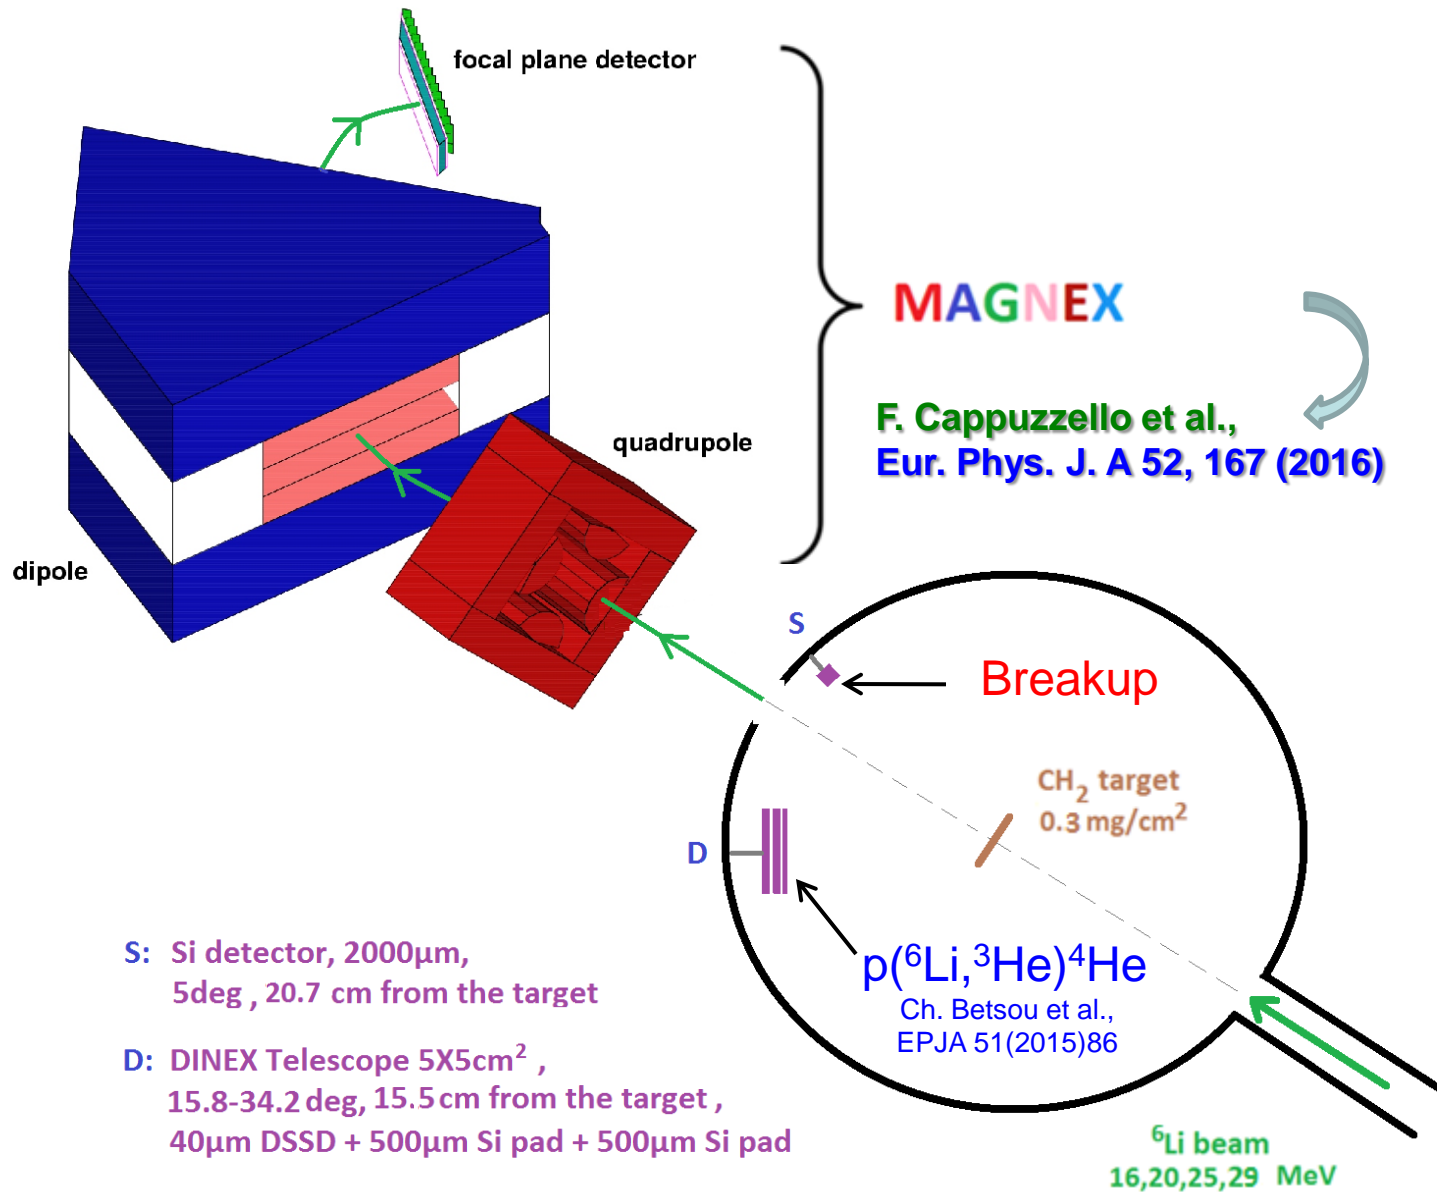 focal plane detector
MAGNEX
F. Cappuzzello et al.,
Eur. Phys. J. A 52, 167 (2016)
quadrupole
dipole
S
Breakup
CH₂ target
0.3 mg/cm²
D
p(⁶Li,³He)⁴He
Ch. Betsou et al.,
EPJA 51(2015)86
S: Si detector, 2000μm,
5deg , 20.7 cm from the target
D: DINEX Telescope 5X5cm² ,
15.8-34.2 deg, 15.5 cm from the target ,
40μm DSSD + 500μm Si pad + 500μm Si pad
⁶Li beam
16,20,25,29 MeV